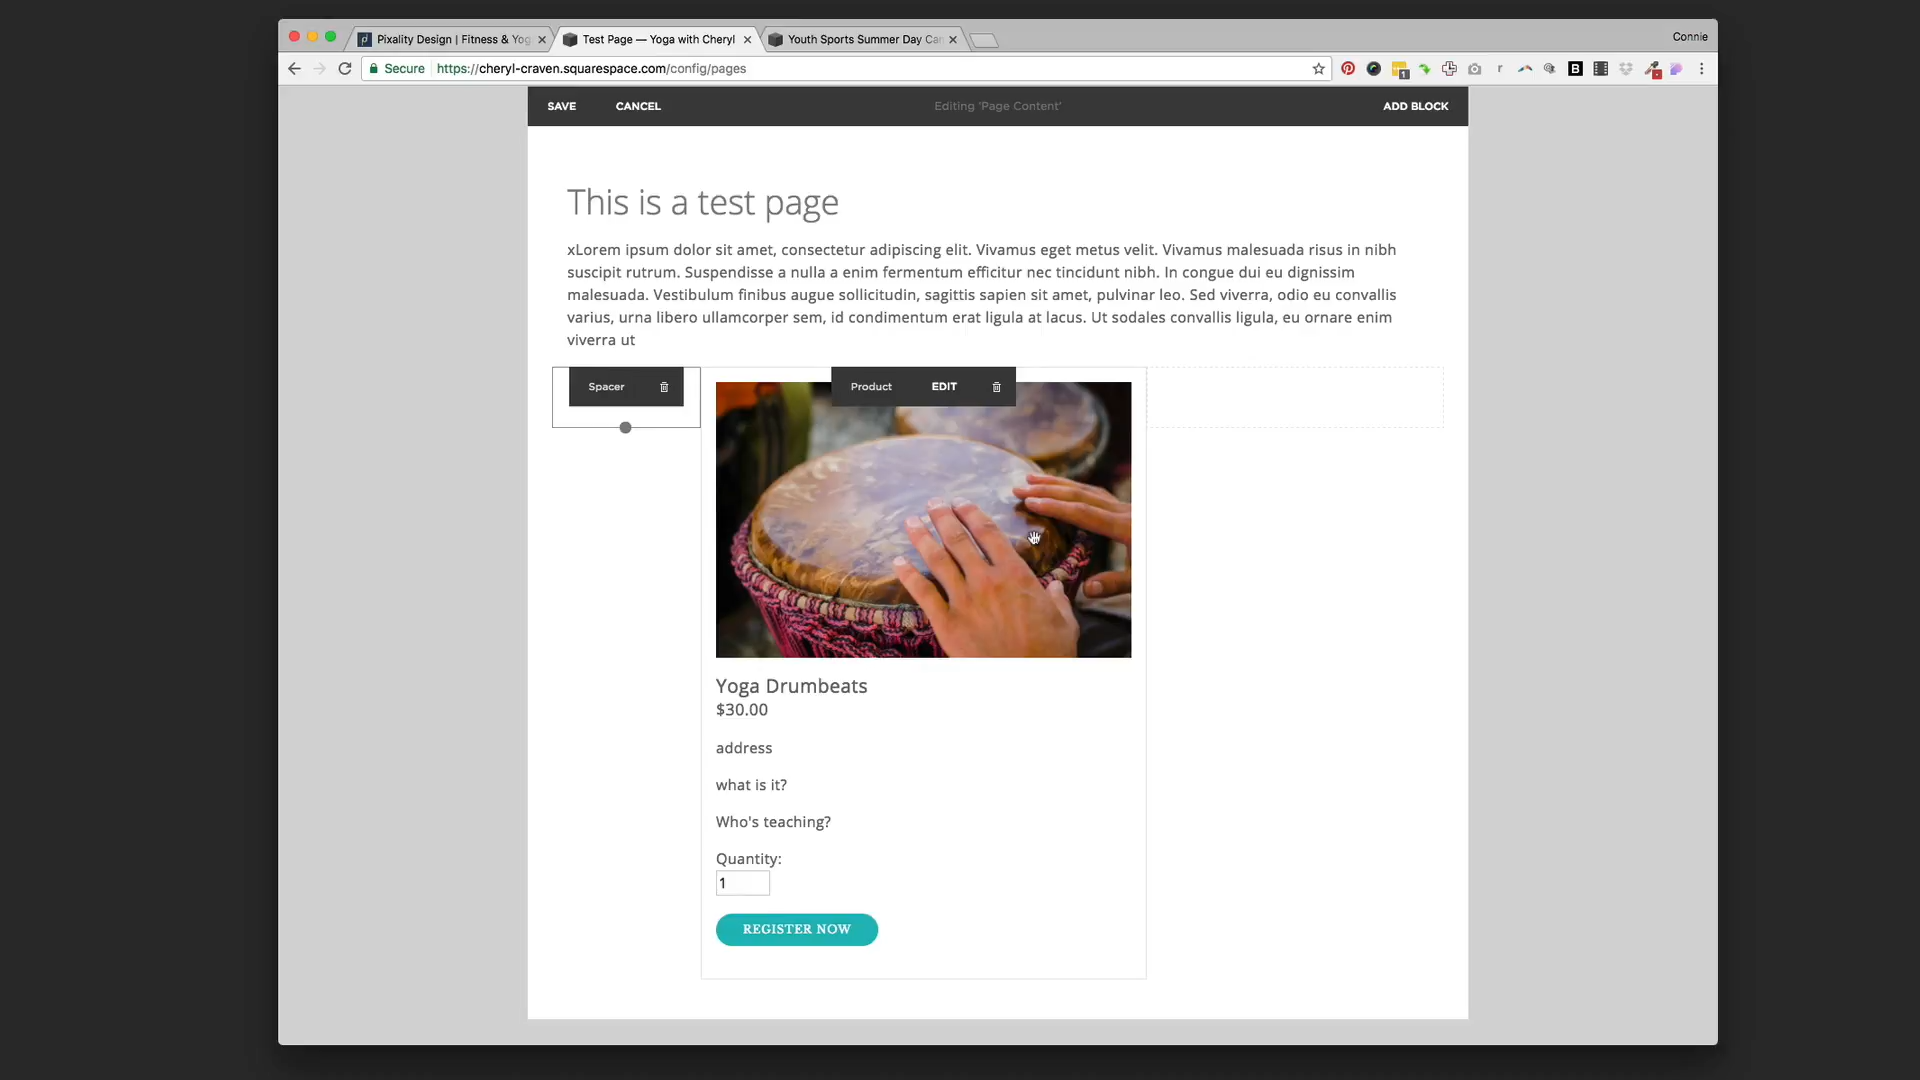 Pixality Design | Fitness & Yog
Test Page — Yoga with Cheryl
Youth Sports Summer Day Can
Connie
Secure https://cheryl-craven.squarespace.com/config/pages
SAVE CANCEL Editing 'Page Content' ADD BLOCK
This is a test page
xLorem ipsum dolor sit amet, consectetur adipiscing elit. Vivamus eget metus velit. Vivamus malesuada risus in nibh
suscipit rutrum. Suspendisse a nulla a enim fermentum efficitur nec tincidunt nibh. In congue dui eu dignissim
malesuada. Vestibulum finibus augue sollicitudin, sagittis sapien sit amet, pulvinar leo. Sed viverra, odio eu convallis
varius, urna libero ullamcorper sem, id condimentum erat ligula at lacus. Ut sodales convallis ligula, eu ornare enim
viverra ut
Spacer
Product EDIT
Yoga Drumbeats
$30.00
address
what is it?
Who's teaching?
Quantity:
1
REGISTER NOW